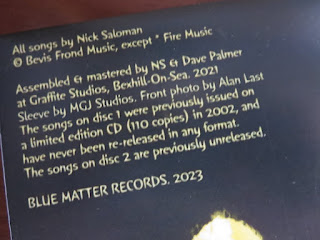 All songs by Nick Saloman
© Bevis Frond Music, except * Fire Music
Assembled & mastered by NS & Dave Palmer
at Graffite Studios, Bexhill-On-Sea. 2021
Sleeve by MGJ Studios. Front photo by Alan Last
The songs on disc 1 were previously issued on
a limited edition CD (110 copies) in 2002, and
have never been re-released in any format.
The songs on disc 2 are previously unreleased.
BLUE MATTER RECORDS. 2023